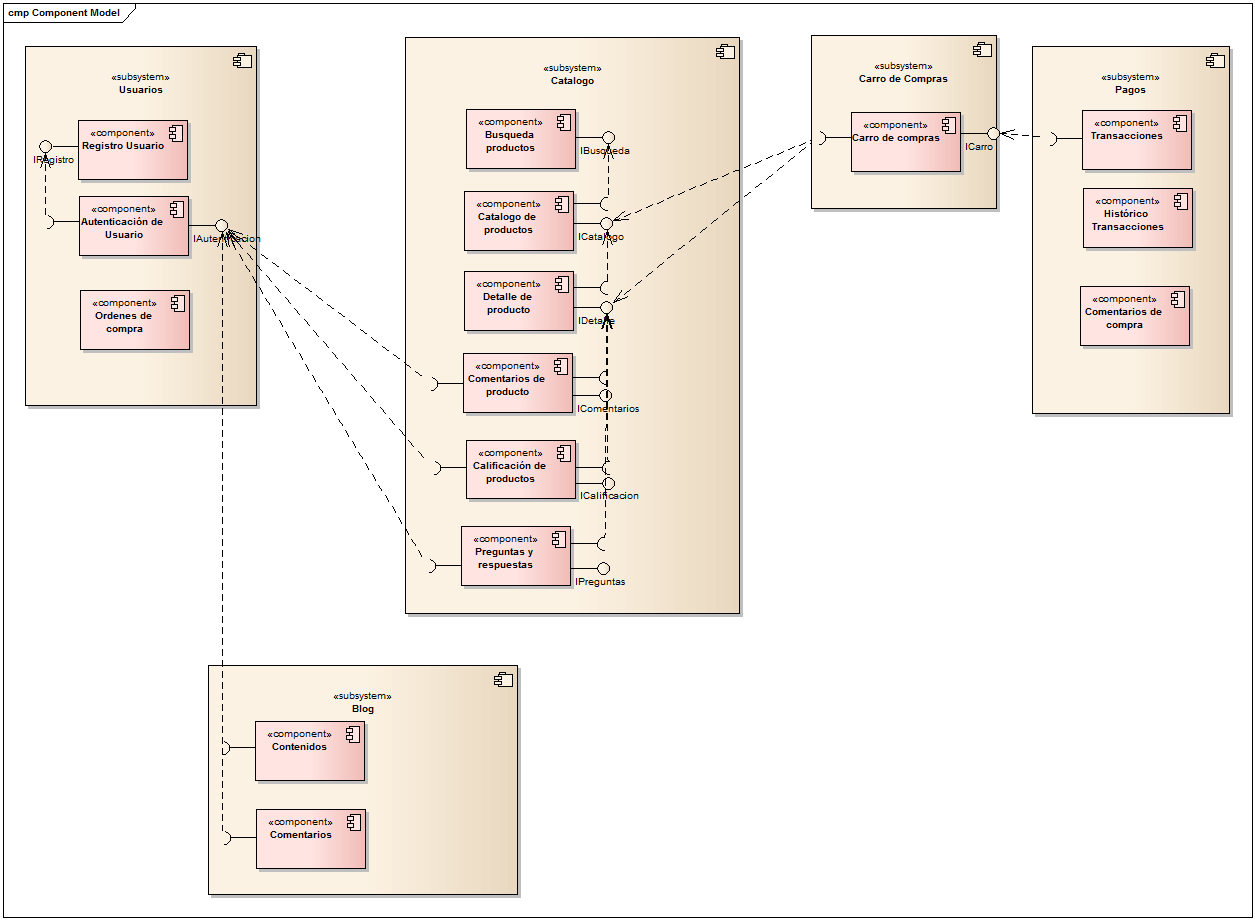 cmp Component Model
«subsystem»
Usuarios
«component»
Registro Usuario
IRegistro
«component»
Autenticación de
Usuario
IAutenticacion
«component»
Ordenes de
compra
«subsystem»
Catalogo
«component»
Busqueda
productos
IBusqueda
«component»
Catalogo de
productos
ICatalogo
«component»
Detalle de
producto
IDetalle
«component»
Comentarios de
producto
IComentarios
«component»
Calificación de
productos
ICalificacion
«component»
Preguntas y
respuestas
IPreguntas
«subsystem»
Carro de Compras
«component»
Carro de compras
ICarro
«subsystem»
Pagos
«component»
Transacciones
«component»
Histórico
Transacciones
«component»
Comentarios de
compra
«subsystem»
Blog
«component»
Contenidos
«component»
Comentarios